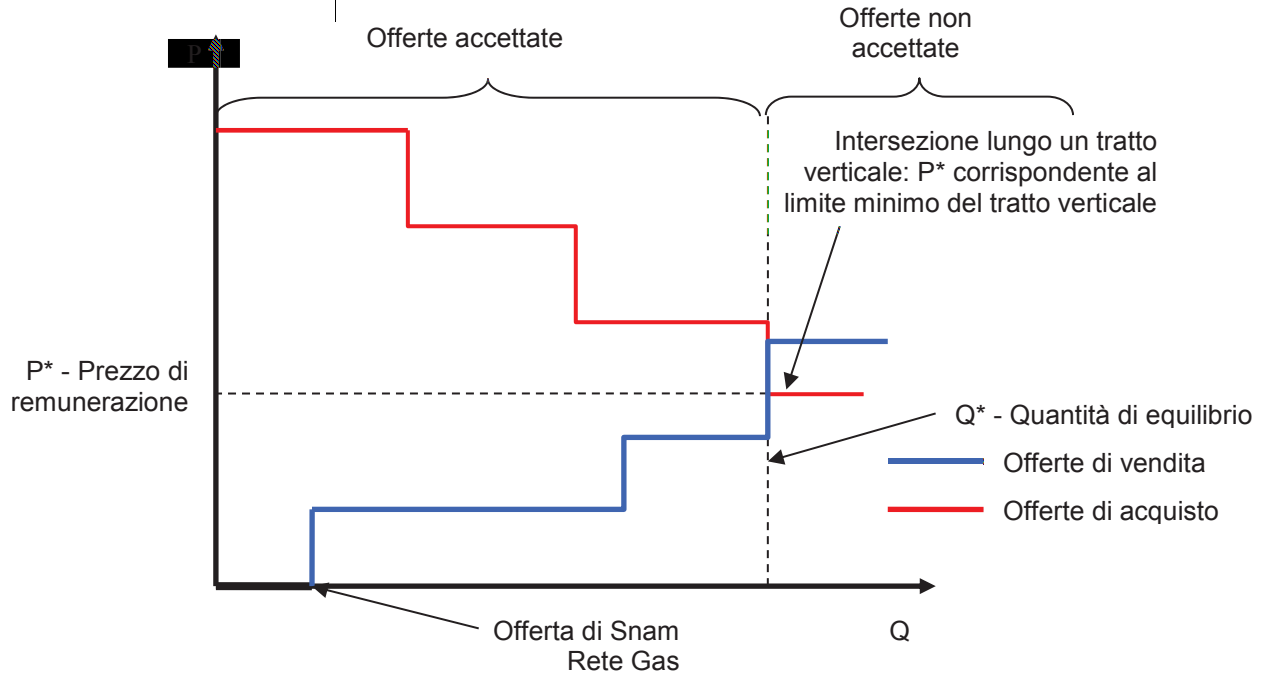 Offerte accettate
Offerte non
accettate
P
Intersezione lungo un tratto
verticale: P* corrispondente al
limite minimo del tratto verticale
P* - Prezzo di
remunerazione
Q* - Quantità di equilibrio
Offerte di vendita
Offerte di acquisto
Offerta di Snam
Rete Gas
Q